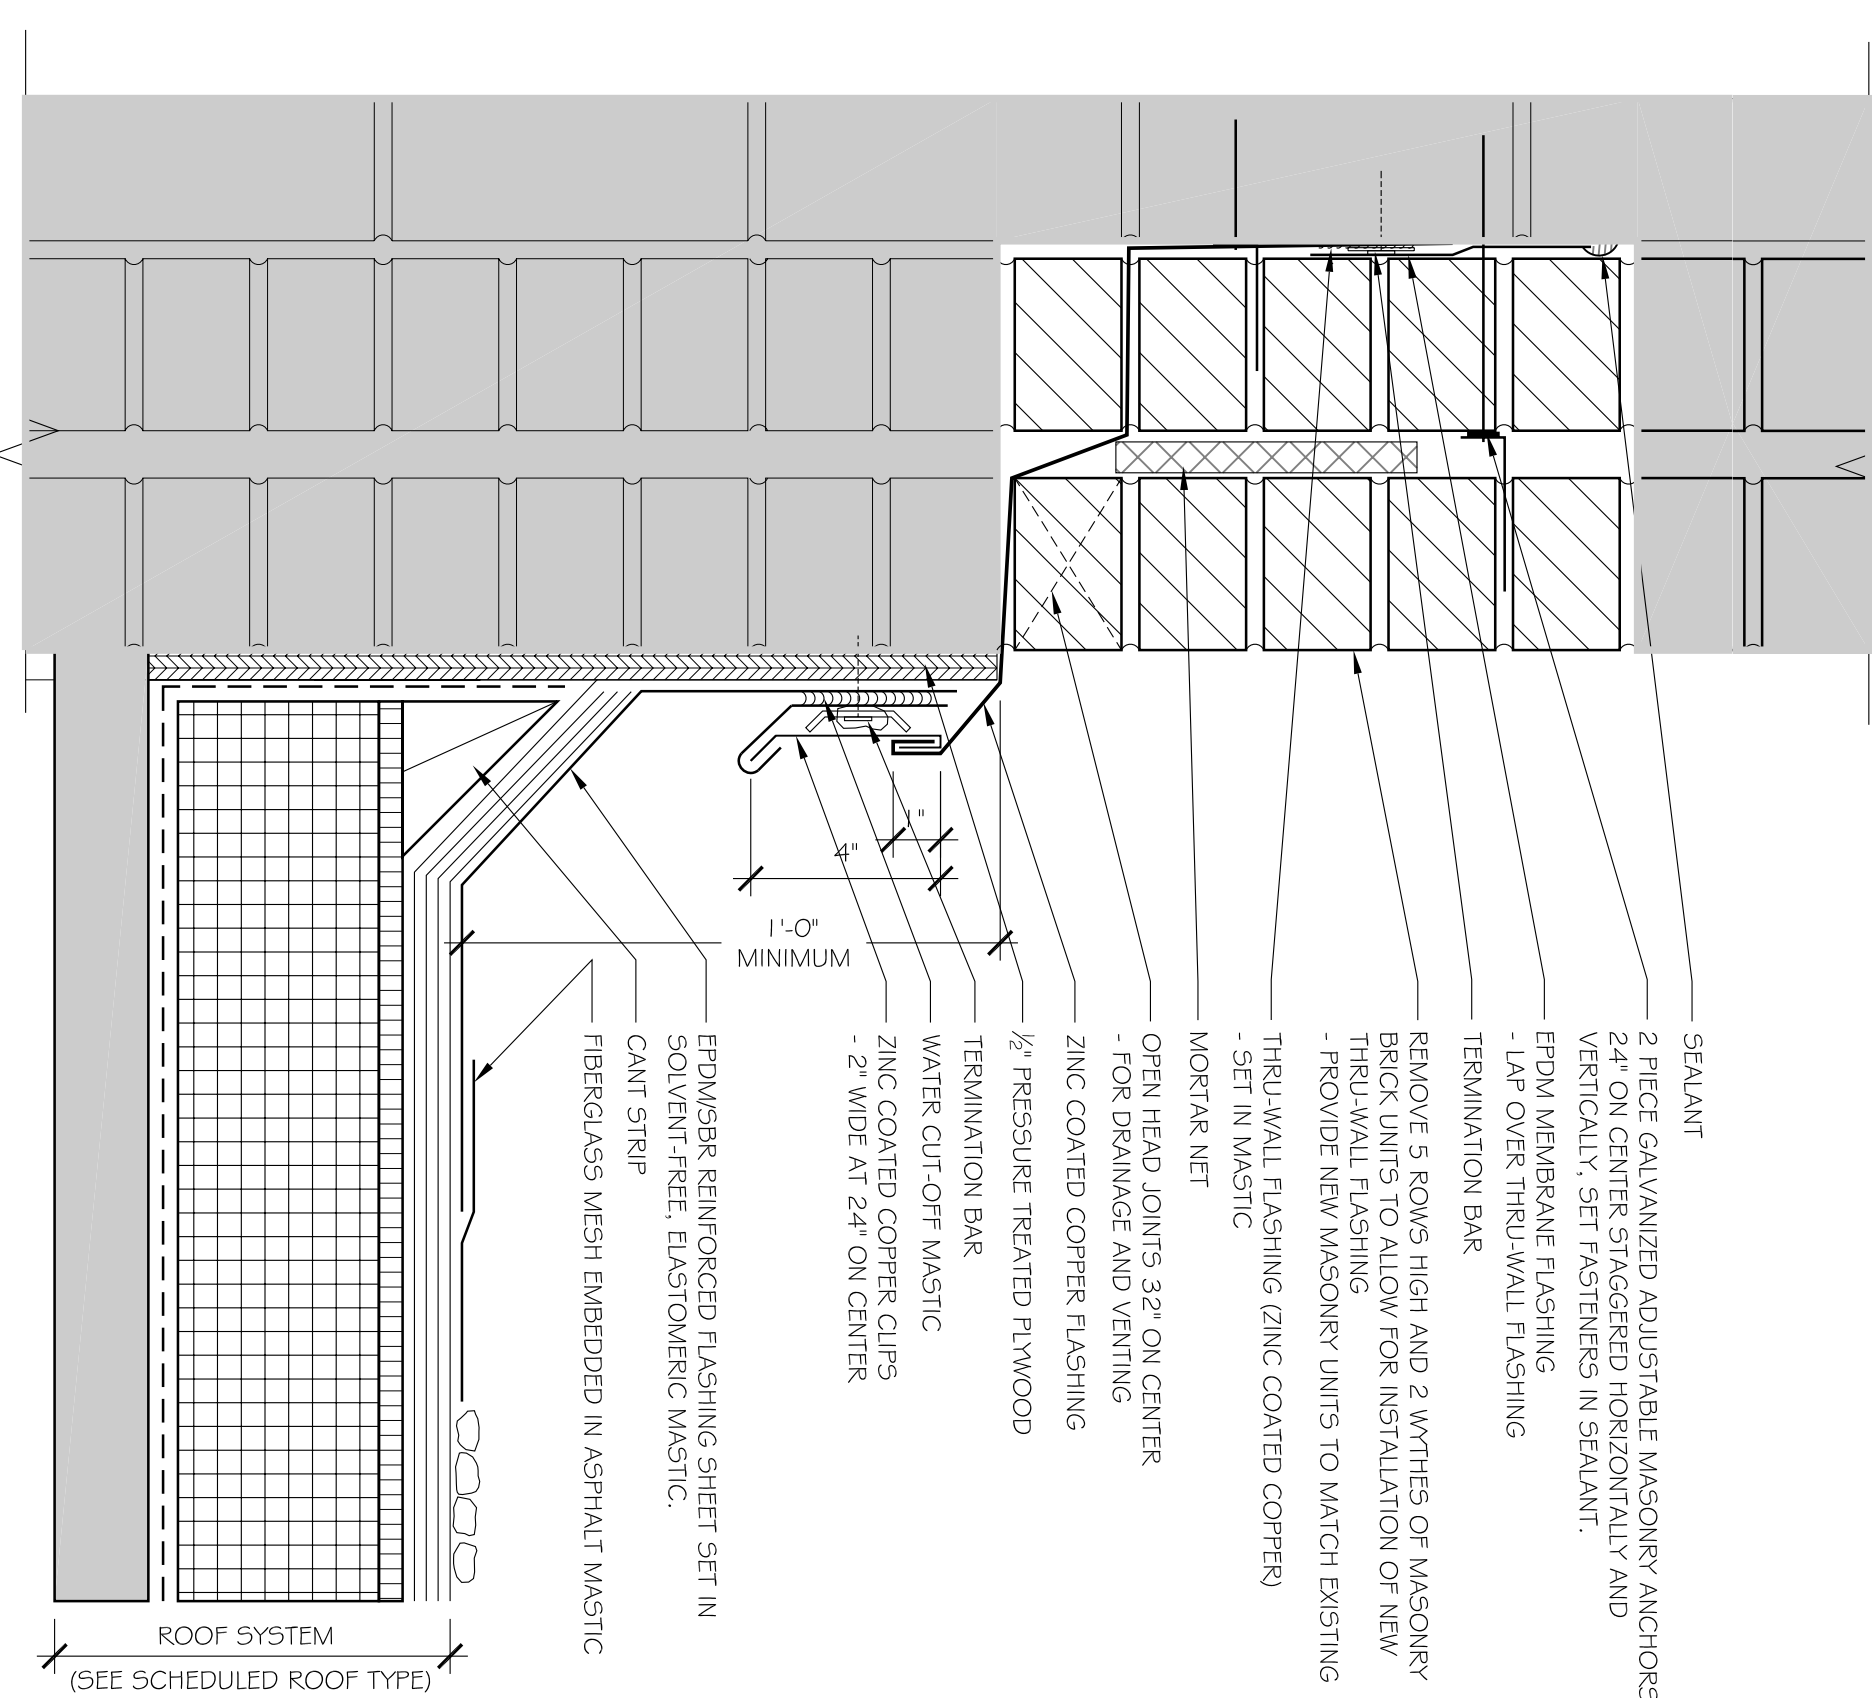 SEALANT
2 PIECE GALVANIZED ADJUSTABLE MASONRY ANCHORS
24" ON CENTER STAGGERED HORIZONTALLY AND
VERTICALLY, SET FASTENERS IN SEALANT.
EPDM MEMBRANE FLASHING
- LAP OVER THRU-WALL FLASHING
TERMINATION BAR
REMOVE 5 ROWS HIGH AND 2 WYTHES OF MASONRY
BRICK UNITS TO ALLOW FOR INSTALLATION OF NEW
THRU-WALL FLASHING
- PROVIDE NEW MASONRY UNITS TO MATCH EXISTING
THRU-WALL FLASHING (ZINC COATED COPPER)
- SET IN MASTIC
MORTAR NET
OPEN HEAD JOINTS 32" ON CENTER
- FOR DRAINAGE AND VENTING
ZINC COATED COPPER FLASHING
½" PRESSURE TREATED PLYWOOD
TERMINATION BAR
WATER CUT-OFF MASTIC
ZINC COATED COPPER CLIPS
- 2" WIDE AT 24" ON CENTER
EPDM/SBR REINFORCED FLASHING SHEET SET IN
SOLVENT-FREE, ELASTOMERIC MASTIC.
CANT STRIP
FIBERGLASS MESH EMBEDDED IN ASPHALT MASTIC
1"
4"
1'-0"
MINIMUM
ROOF SYSTEM
(SEE SCHEDULED ROOF TYPE)